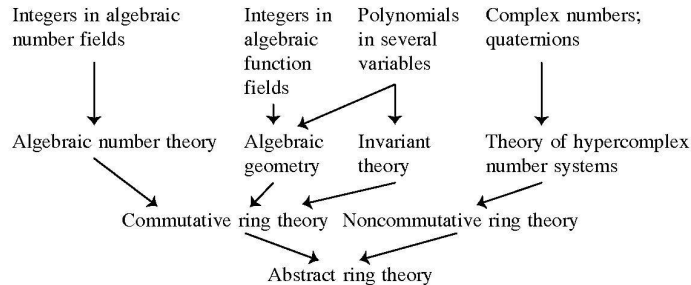 Integers in algebraic
number fields
Integers in
algebraic
function
fields
Polynomials
in several
variables
Complex numbers;
quaternions
Algebraic number theory
Algebraic
geometry
Invariant
theory
Theory of hypercomplex
number systems
Commutative ring theory
Noncommutative ring theory
Abstract ring theory